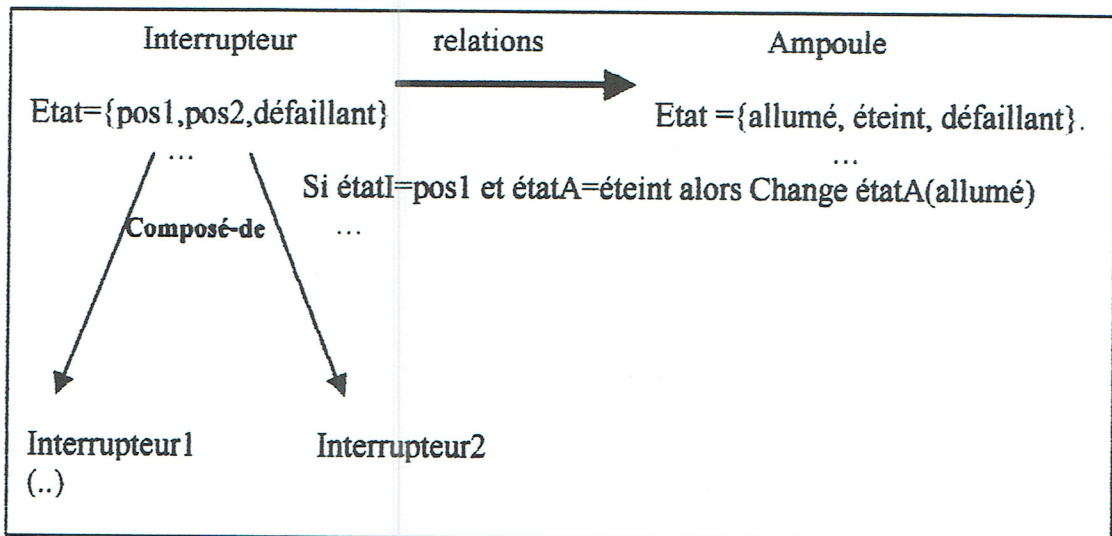 Interrupteur relations Ampoule
Etat={pos1,pos2,défaillant} Etat ={allumé, éteint, défaillant}.
... ...
Si étatI=pos1 et étatA=éteint alors Change étatA(allumé)
Composé-de ...
Interrupteur1 Interrupteur2
(..)